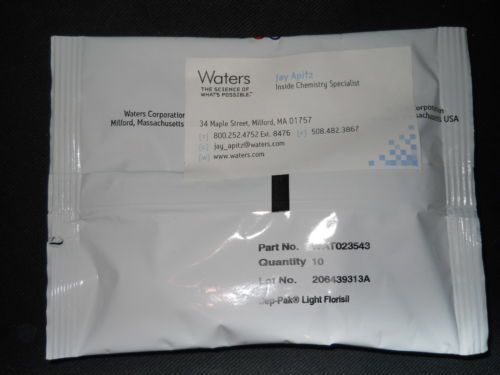 Waters
THE SCIENCE OF
WHAT'S POSSIBLE.™
Jay Apitz
Inside Chemistry Specialist
Waters Corporation
Milford, Massachusetts
34 Maple Street, Milford, MA 01757
[T] 800.252.4752 Ext. 8476 [F] 508.482.3867
jay_apitz@waters.com
[W] www.waters.com
USA
Part No. WAT023543
Quantity 10
Lot No. 206439313A
Sep-Pak® Light Florisil